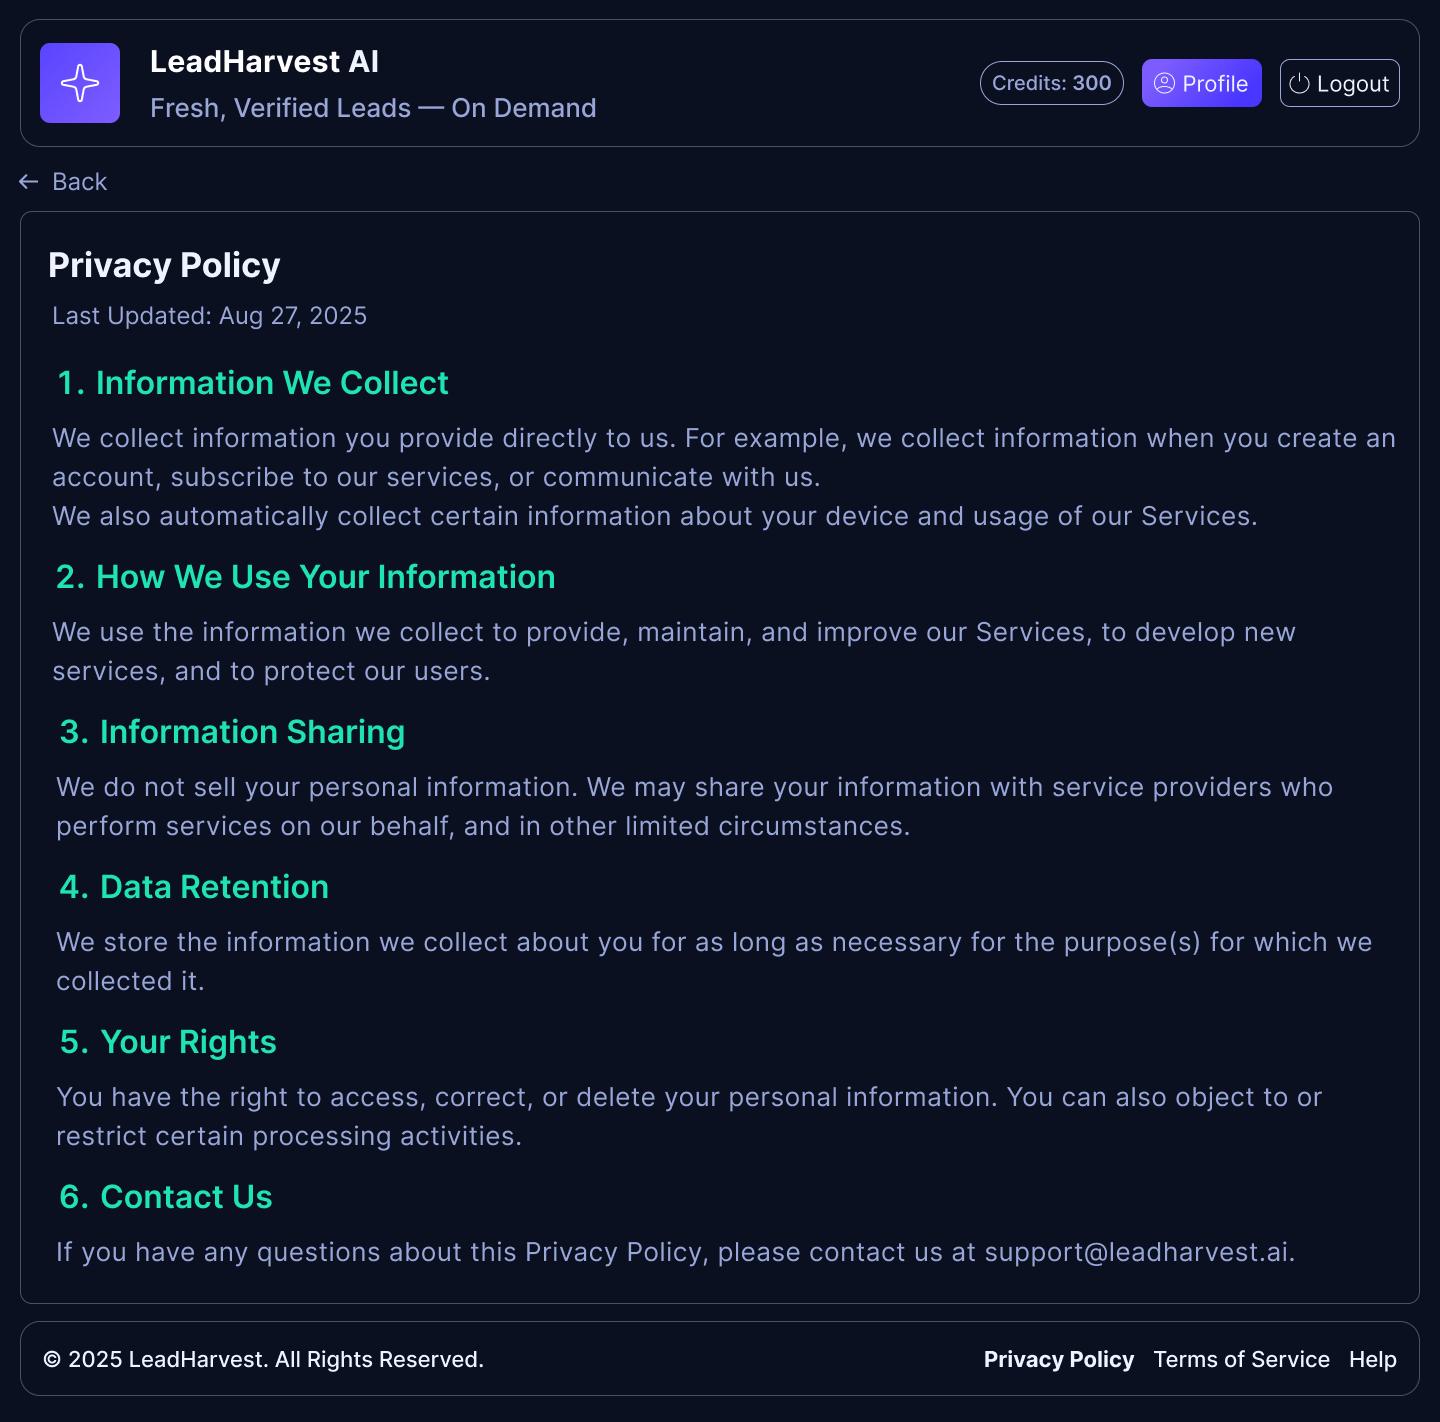 LeadHarvest AI
Fresh, Verified Leads — On Demand
Credits: 300
Profile
Logout
← Back
Privacy Policy
Last Updated: Aug 27, 2025
1. Information We Collect
We collect information you provide directly to us. For example, we collect information when you create an
account, subscribe to our services, or communicate with us.
We also automatically collect certain information about your device and usage of our Services.
2. How We Use Your Information
We use the information we collect to provide, maintain, and improve our Services, to develop new
services, and to protect our users.
3. Information Sharing
We do not sell your personal information. We may share your information with service providers who
perform services on our behalf, and in other limited circumstances.
4. Data Retention
We store the information we collect about you for as long as necessary for the purpose(s) for which we
collected it.
5. Your Rights
You have the right to access, correct, or delete your personal information. You can also object to or
restrict certain processing activities.
6. Contact Us
If you have any questions about this Privacy Policy, please contact us at support@leadharvest.ai.
© 2025 LeadHarvest. All Rights Reserved.
Privacy Policy
Terms of Service
Help